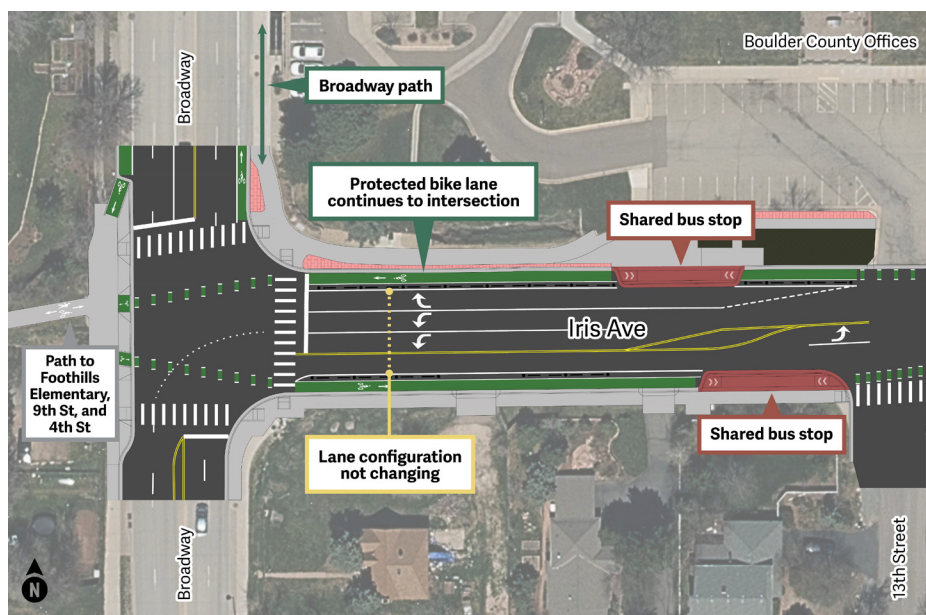 Boulder County Offices
Broadway
Broadway path
Protected bike lane
continues to intersection
Shared bus stop
Iris Ave
Path to
Foothills
Elementary,
9th St, and
4th St
Shared bus stop
Lane configuration
not changing
Broadway
13th Street
N